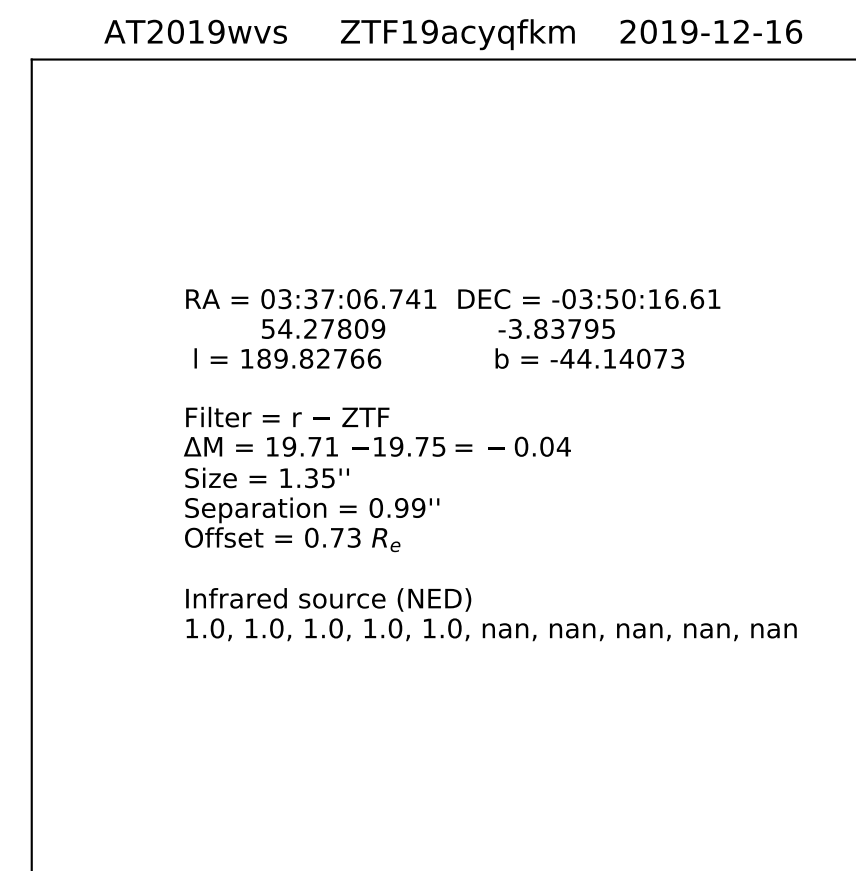 AT2019wvs ZTF19acyqfkm 2019-12-16
RA = 03:37:06.741 DEC = -03:50:16.61
54.27809 -3.83795
l = 189.82766 b = -44.14073
Filter = r − ZTF
ΔM = 19.71 −19.75 = − 0.04
Size = 1.35''
Separation = 0.99''
Offset = 0.73 Re
Infrared source (NED)
1.0, 1.0, 1.0, 1.0, 1.0, nan, nan, nan, nan, nan